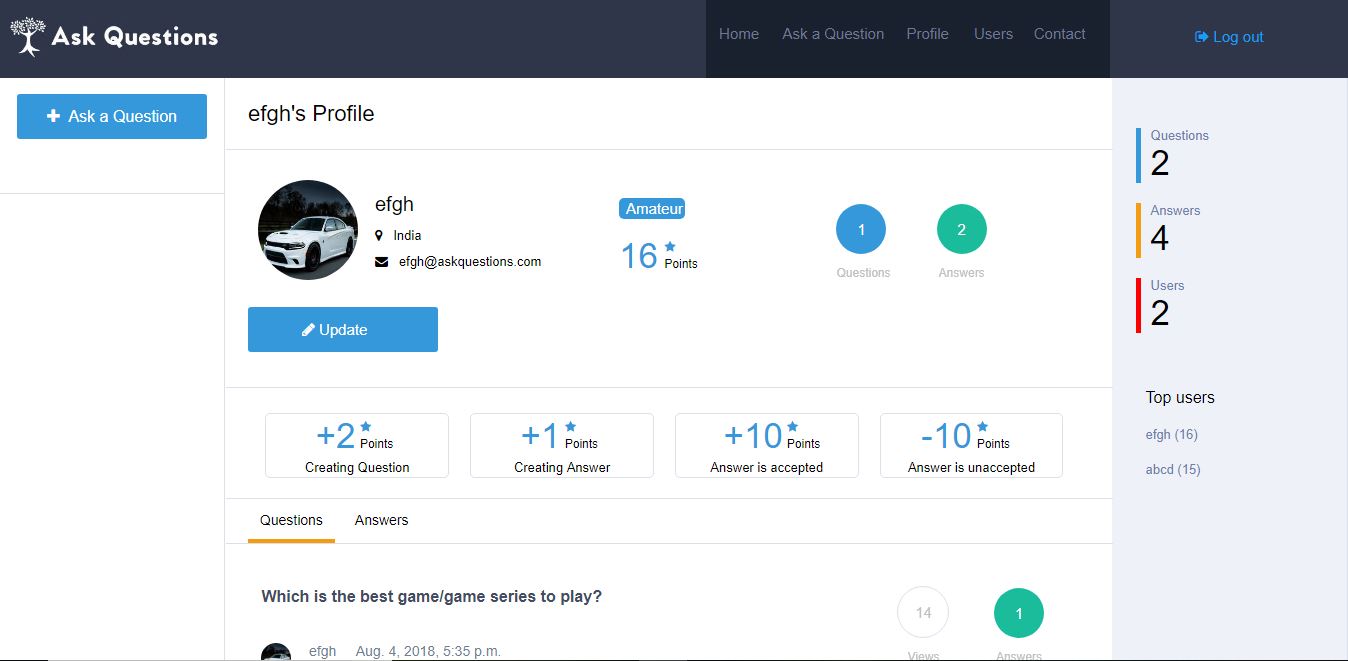 Ask Questions
Home Ask a Question Profile Users Contact
Log out
Ask a Question
efgh's Profile
efgh
India
efgh@askquestions.com
Amateur
16 Points
1
Questions
2
Answers
Update
+2 Points
Creating Question
+1 Points
Creating Answer
+10 Points
Answer is accepted
-10 Points
Answer is unaccepted
Questions Answers
Which is the best game/game series to play?
efgh Aug. 4, 2018, 5:35 p.m.
14
Views
1
Answers
Questions
2
Answers
4
Users
2
Top users
efgh (16)
abcd (15)